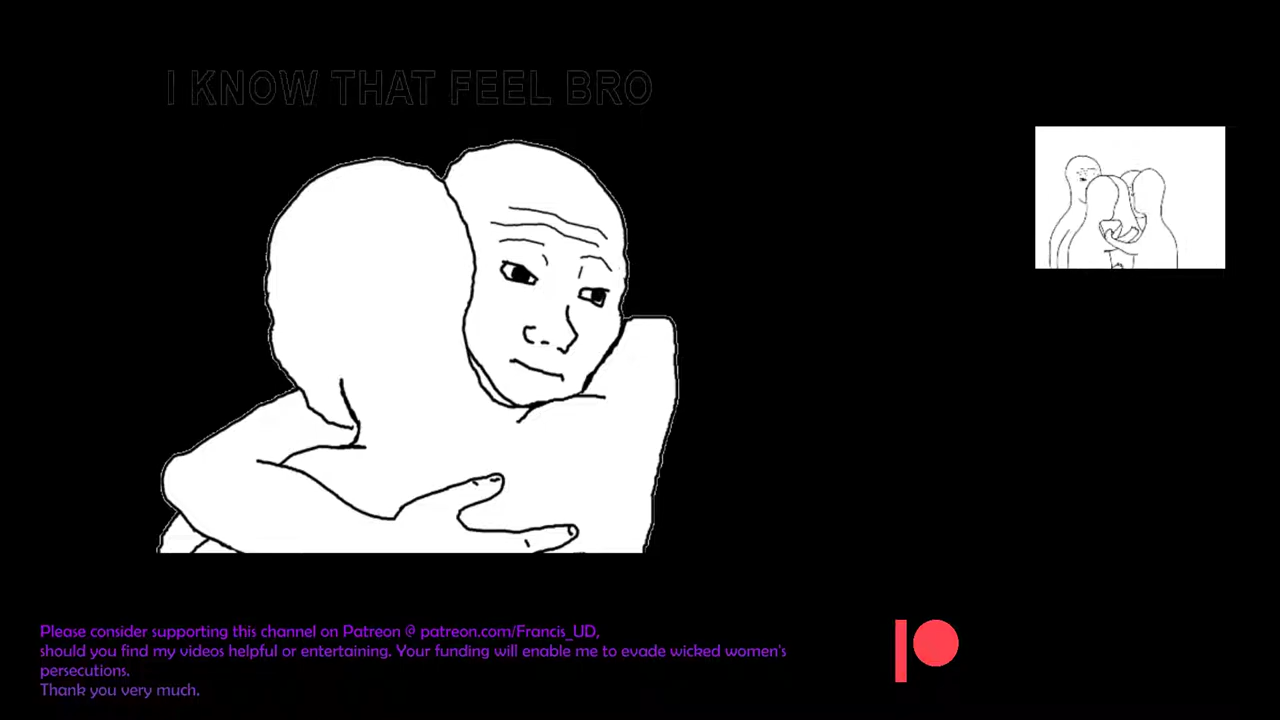 I KNOW THAT FEEL BRO
Please consider supporting this channel on Patreon @ patreon.com/Francis_UD,
should you find my videos helpful or entertaining. Your funding will enable me to evade wicked women's
persecutions.
Thank you very much.